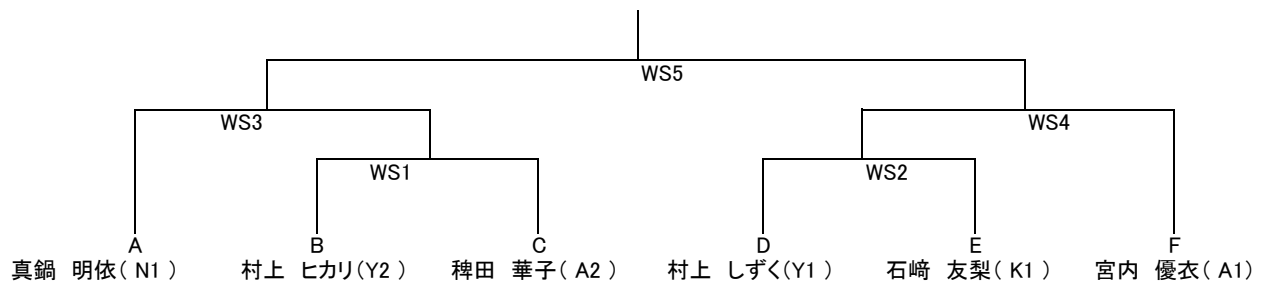 WS5
WS3
WS4
WS1
WS2
A
B
C
D
E
F
真鍋　明依（ N1 ）
村上　ヒカリ（Y2 ）
稗田　華子（ A2 ）
村上　しずく（Y1 ）
石﨑　友梨（ K1 ）
宮内　優衣（ A1）